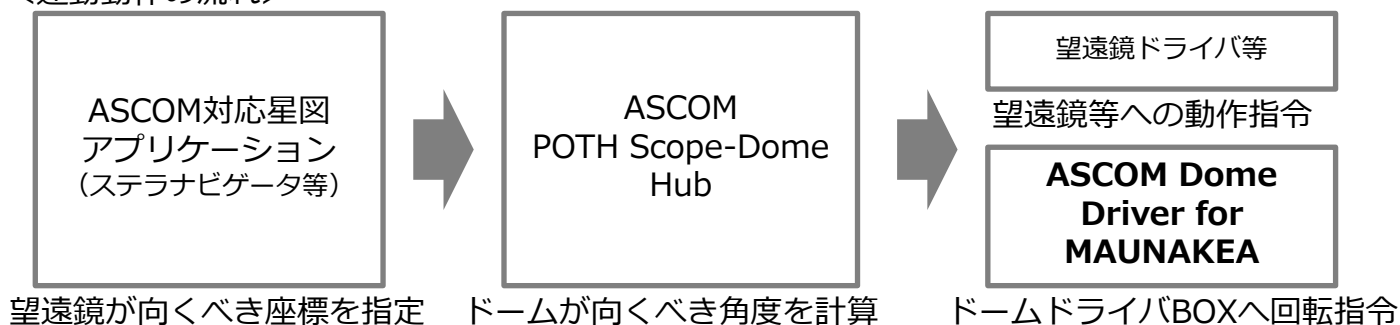 ASCOM対応星図
アプリケーション
（ステラナビゲータ等）
望遠鏡が向くべき座標を指定
ASCOM
POTH Scope-Dome
Hub
ドームが向くべき角度を計算
望遠鏡ドライバ等
望遠鏡等への動作指令
ASCOM Dome
Driver for
MAUNAKEA
ドームドライバBOXへ回転指令